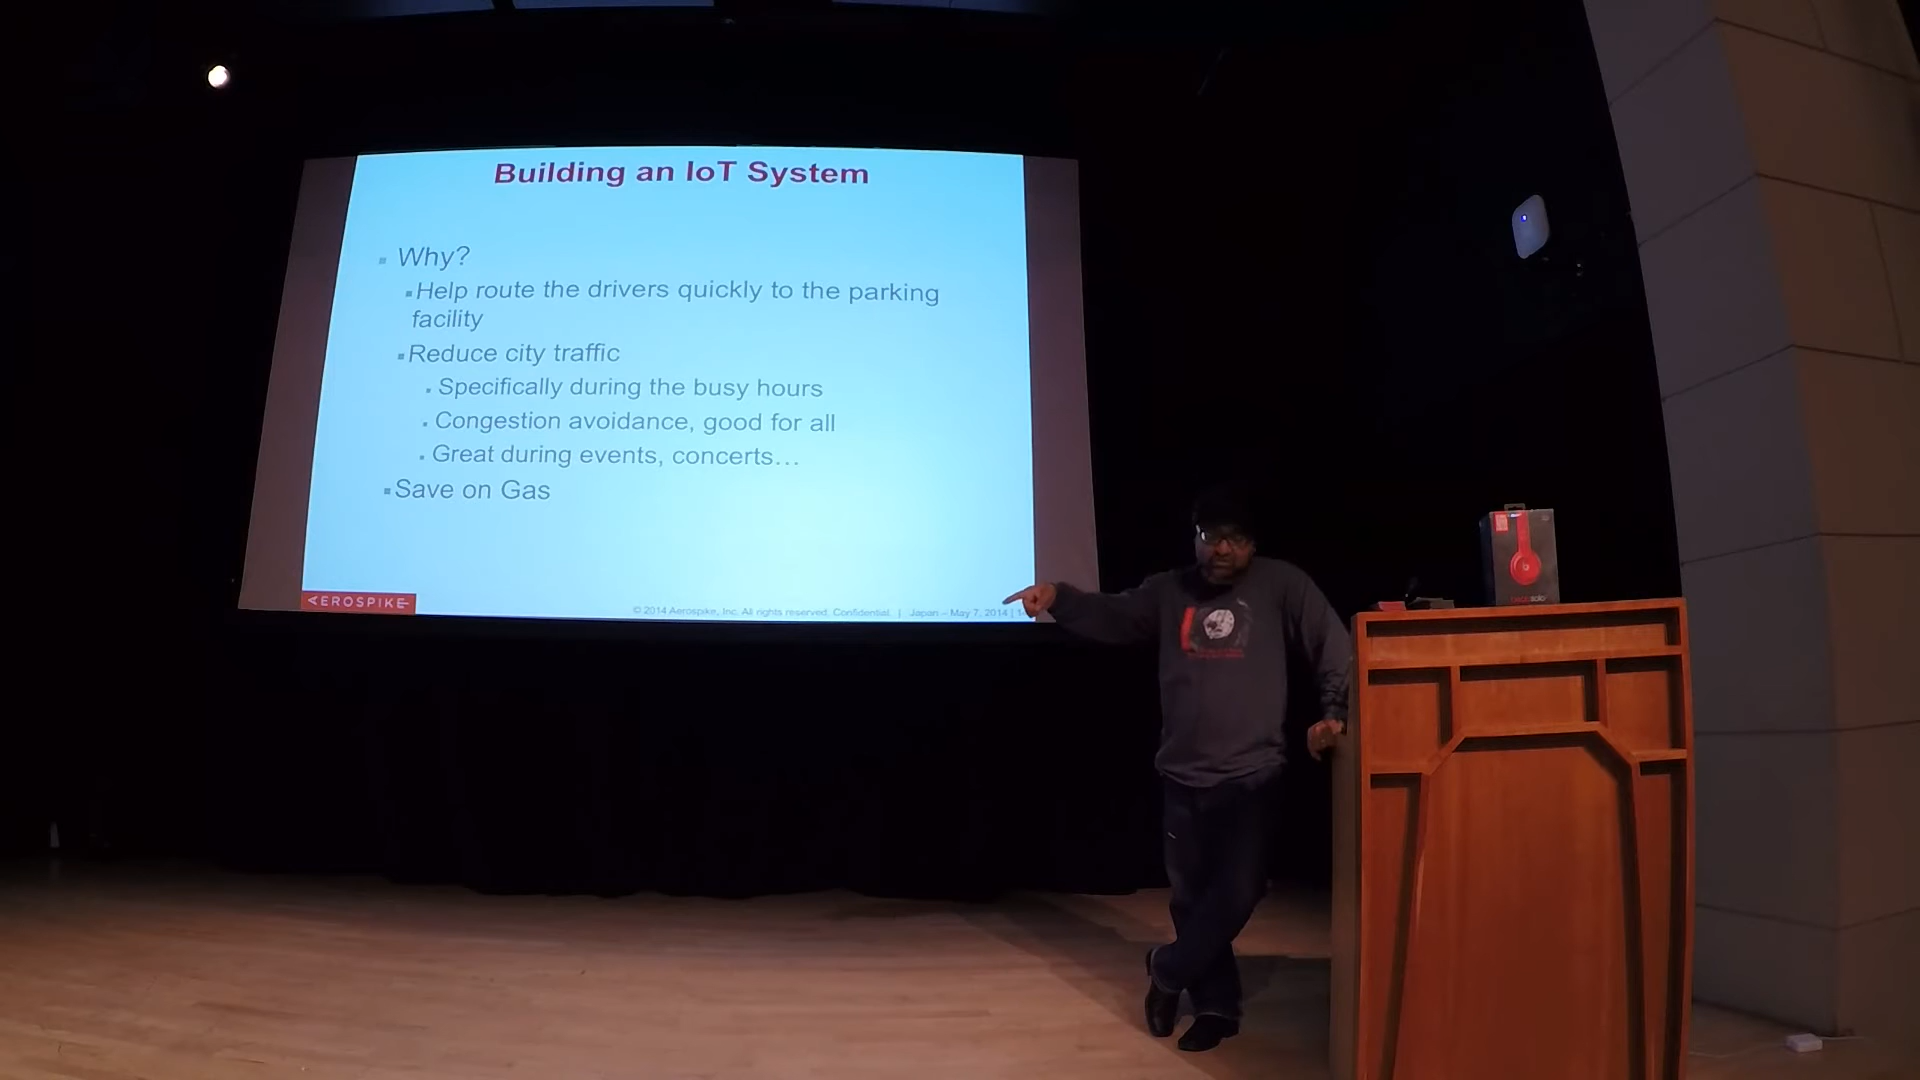 Building an IoT System
Why?
Help route the drivers quickly to the parking
facility
Reduce city traffic
Specifically during the busy hours
Congestion avoidance, good for all
Great during events, concerts…
Save on Gas
AEROSPIKE
© 2014 Aerospike, Inc. All rights reserved. Confidential. | Japan – May 7, 2014 |